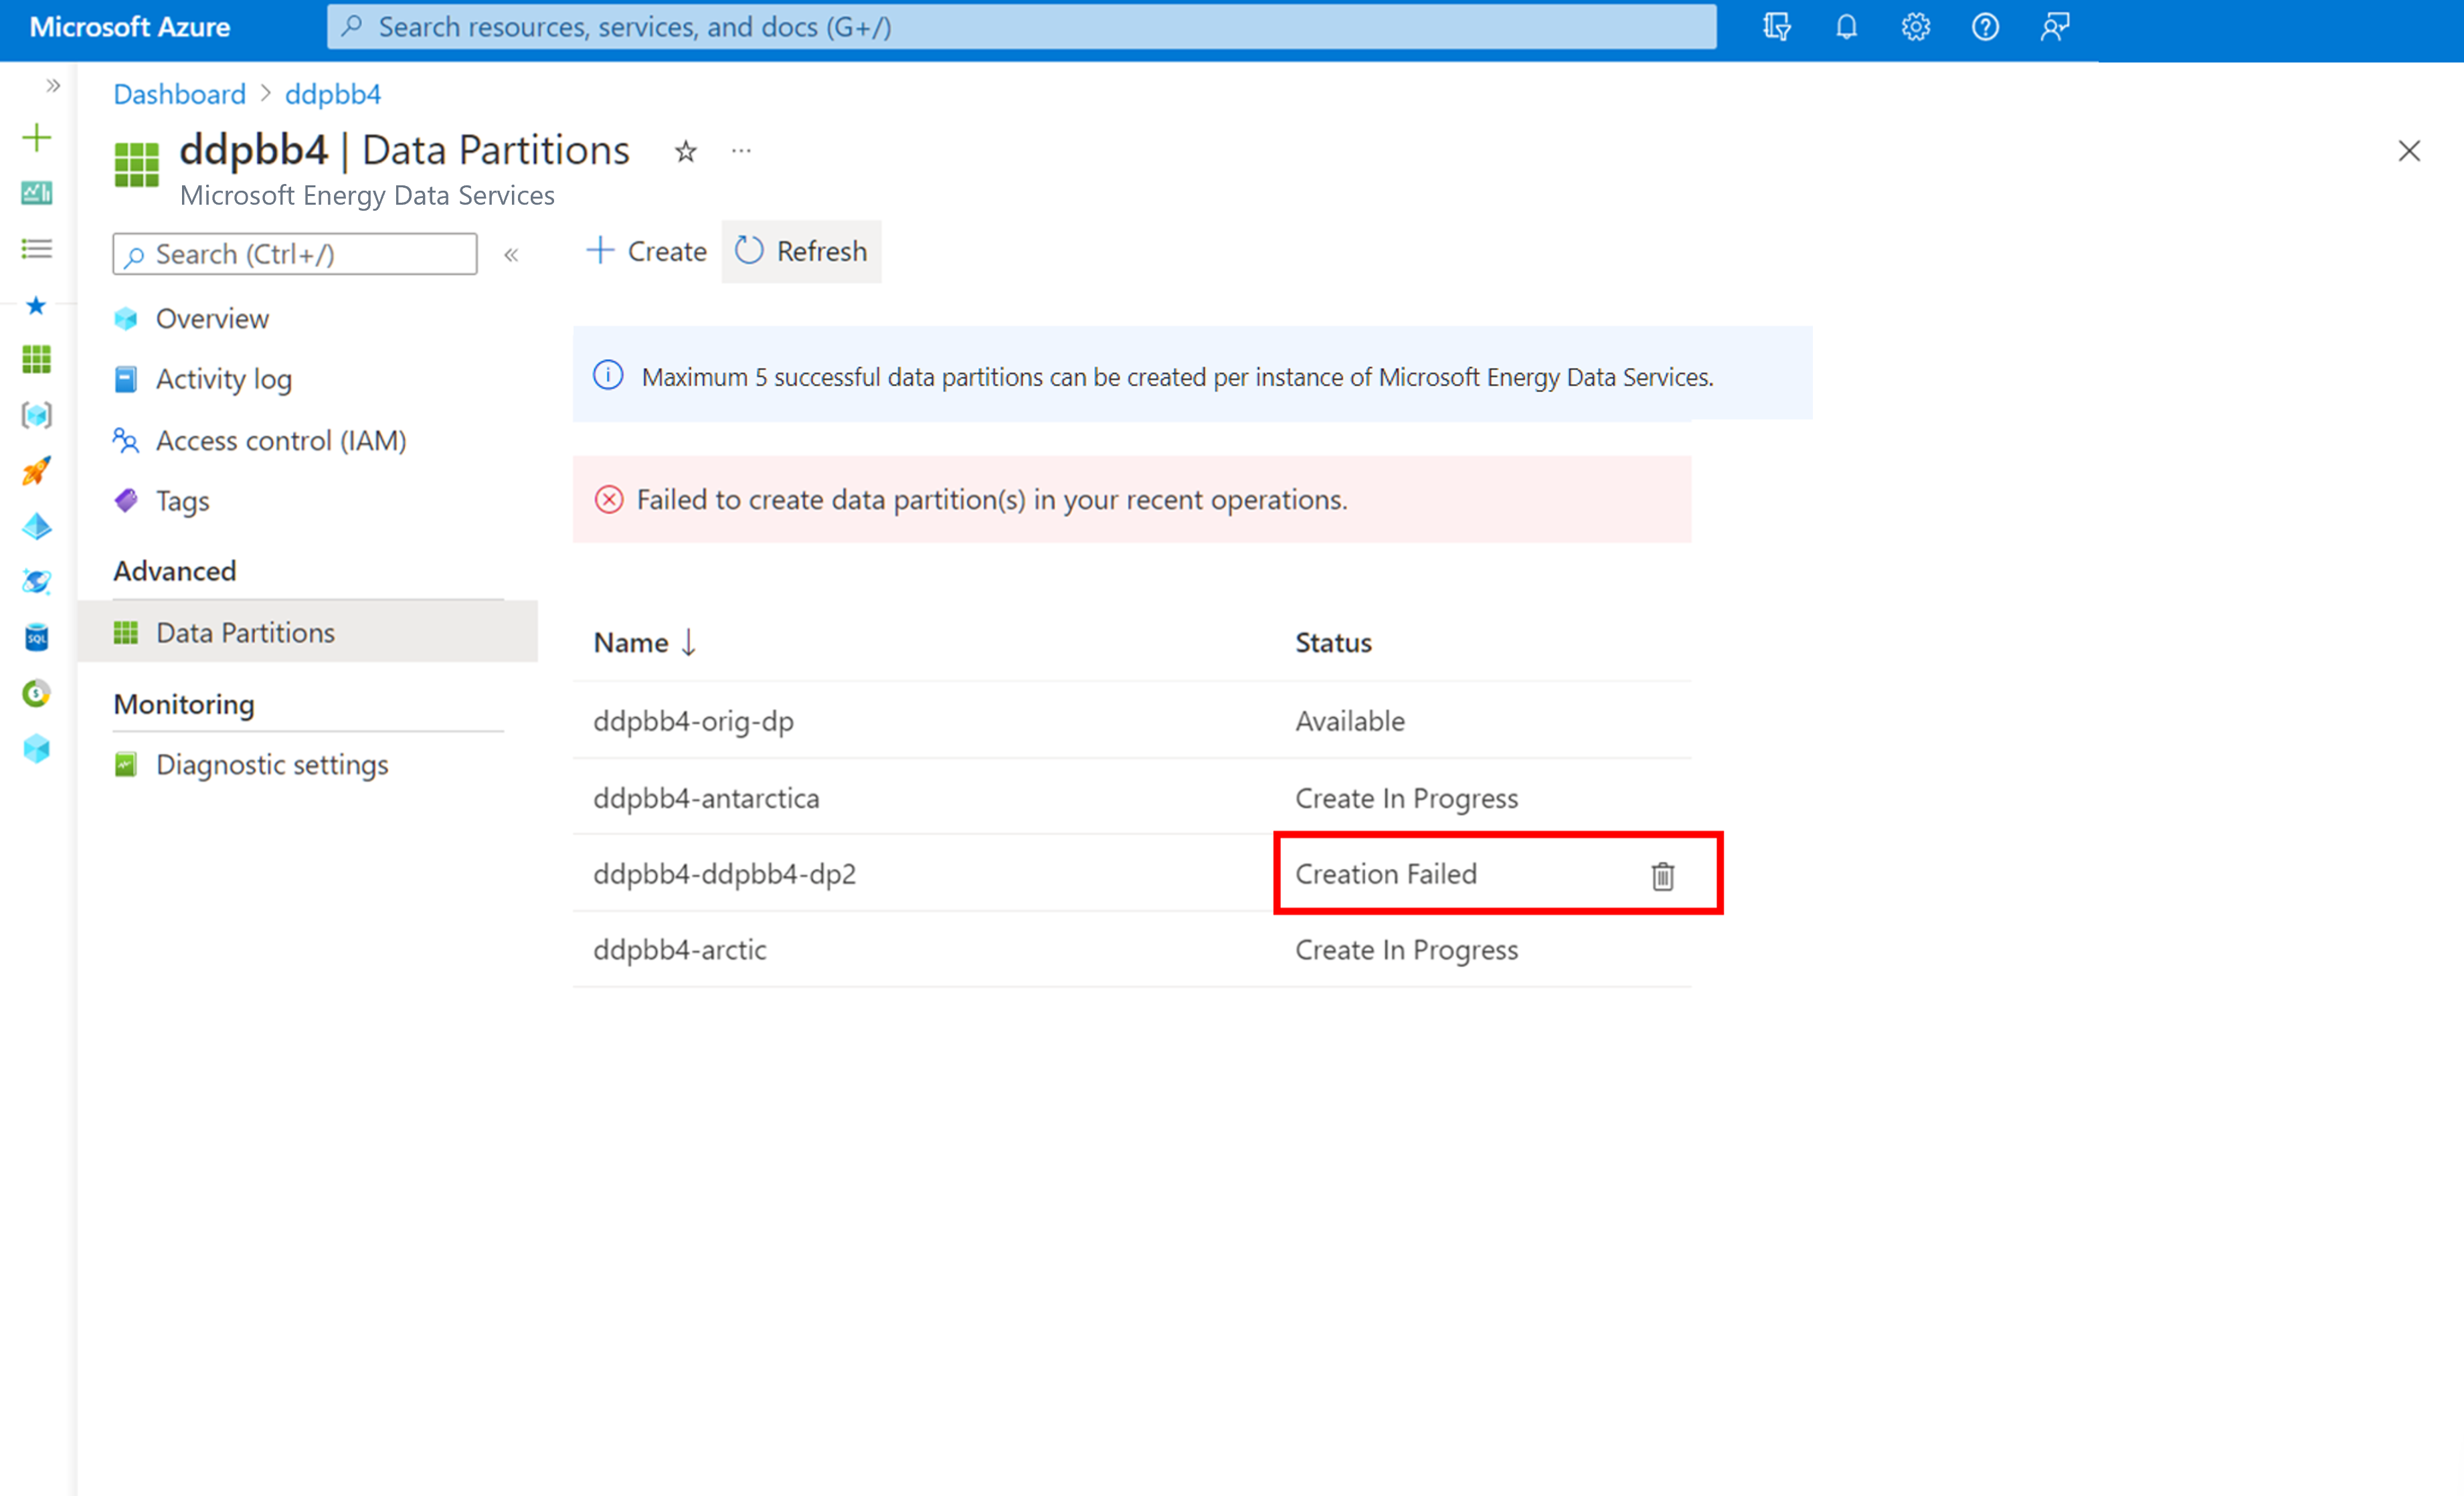 Microsoft Azure
Search resources, services, and docs (G+/)
Dashboard > ddpbb4
ddpbb4 | Data Partitions
Microsoft Energy Data Services
Search (Ctrl+/)
Overview
Activity log
Access control (IAM)
Tags
Advanced
Data Partitions
Monitoring
Diagnostic settings
Create Refresh
Maximum 5 successful data partitions can be created per instance of Microsoft Energy Data Services.
Failed to create data partition(s) in your recent operations.
Name ↓ Status
ddpbb4-orig-dp Available
ddpbb4-antarctica Create In Progress
ddpbb4-ddpbb4-dp2 Creation Failed
ddpbb4-arctic Create In Progress
SQL